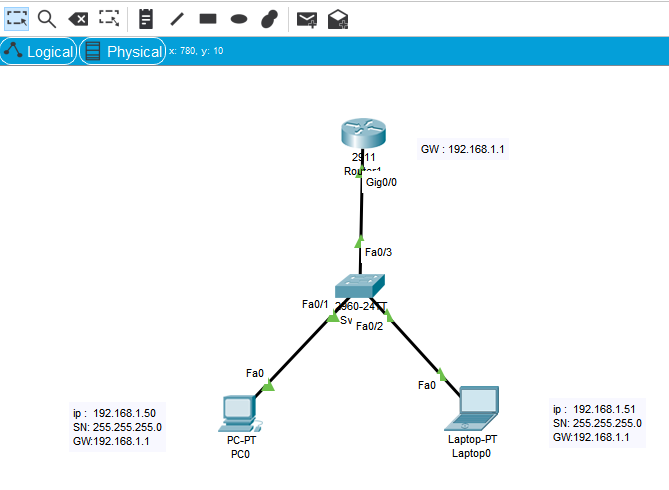 Logical
Physical
x: 780, y: 10
2911
Router1
GW : 192.168.1.1
Gig0/0
Fa0/3
Fa0/1
2960-24TT
Sw
Fa0/2
Fa0
Fa0
ip : 192.168.1.50
SN: 255.255.255.0
GW:192.168.1.1
PC-PT
PC0
Laptop-PT
Laptop0
ip : 192.168.1.51
SN: 255.255.255.0
GW:192.168.1.1